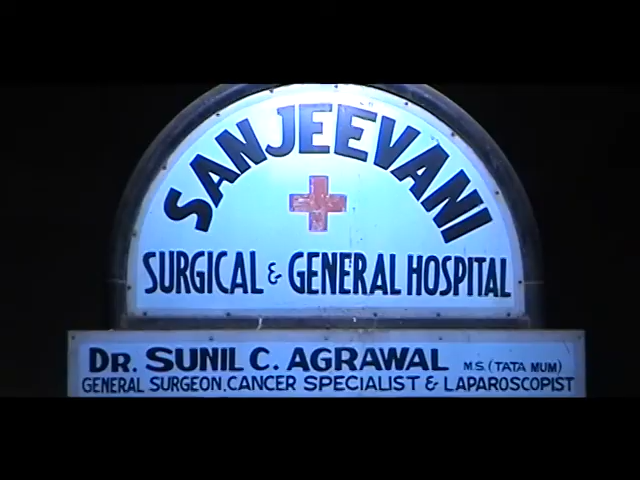 SANJEEVANI
SURGICAL & GENERAL HOSPITAL
DR. SUNIL C. AGRAWAL M.S. (TATA MUM)
GENERAL SURGEON, CANCER SPECIALIST & LAPAROSCOPIST